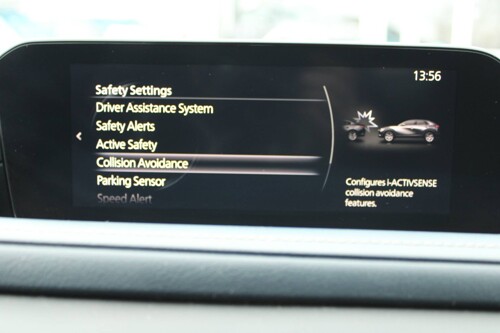 13:56
Safety Settings
Driver Assistance System
Safety Alerts
Active Safety
Collision Avoidance
Parking Sensor
Speed Alert
Configures i-ACTIVSENSE
collision avoidance
features.